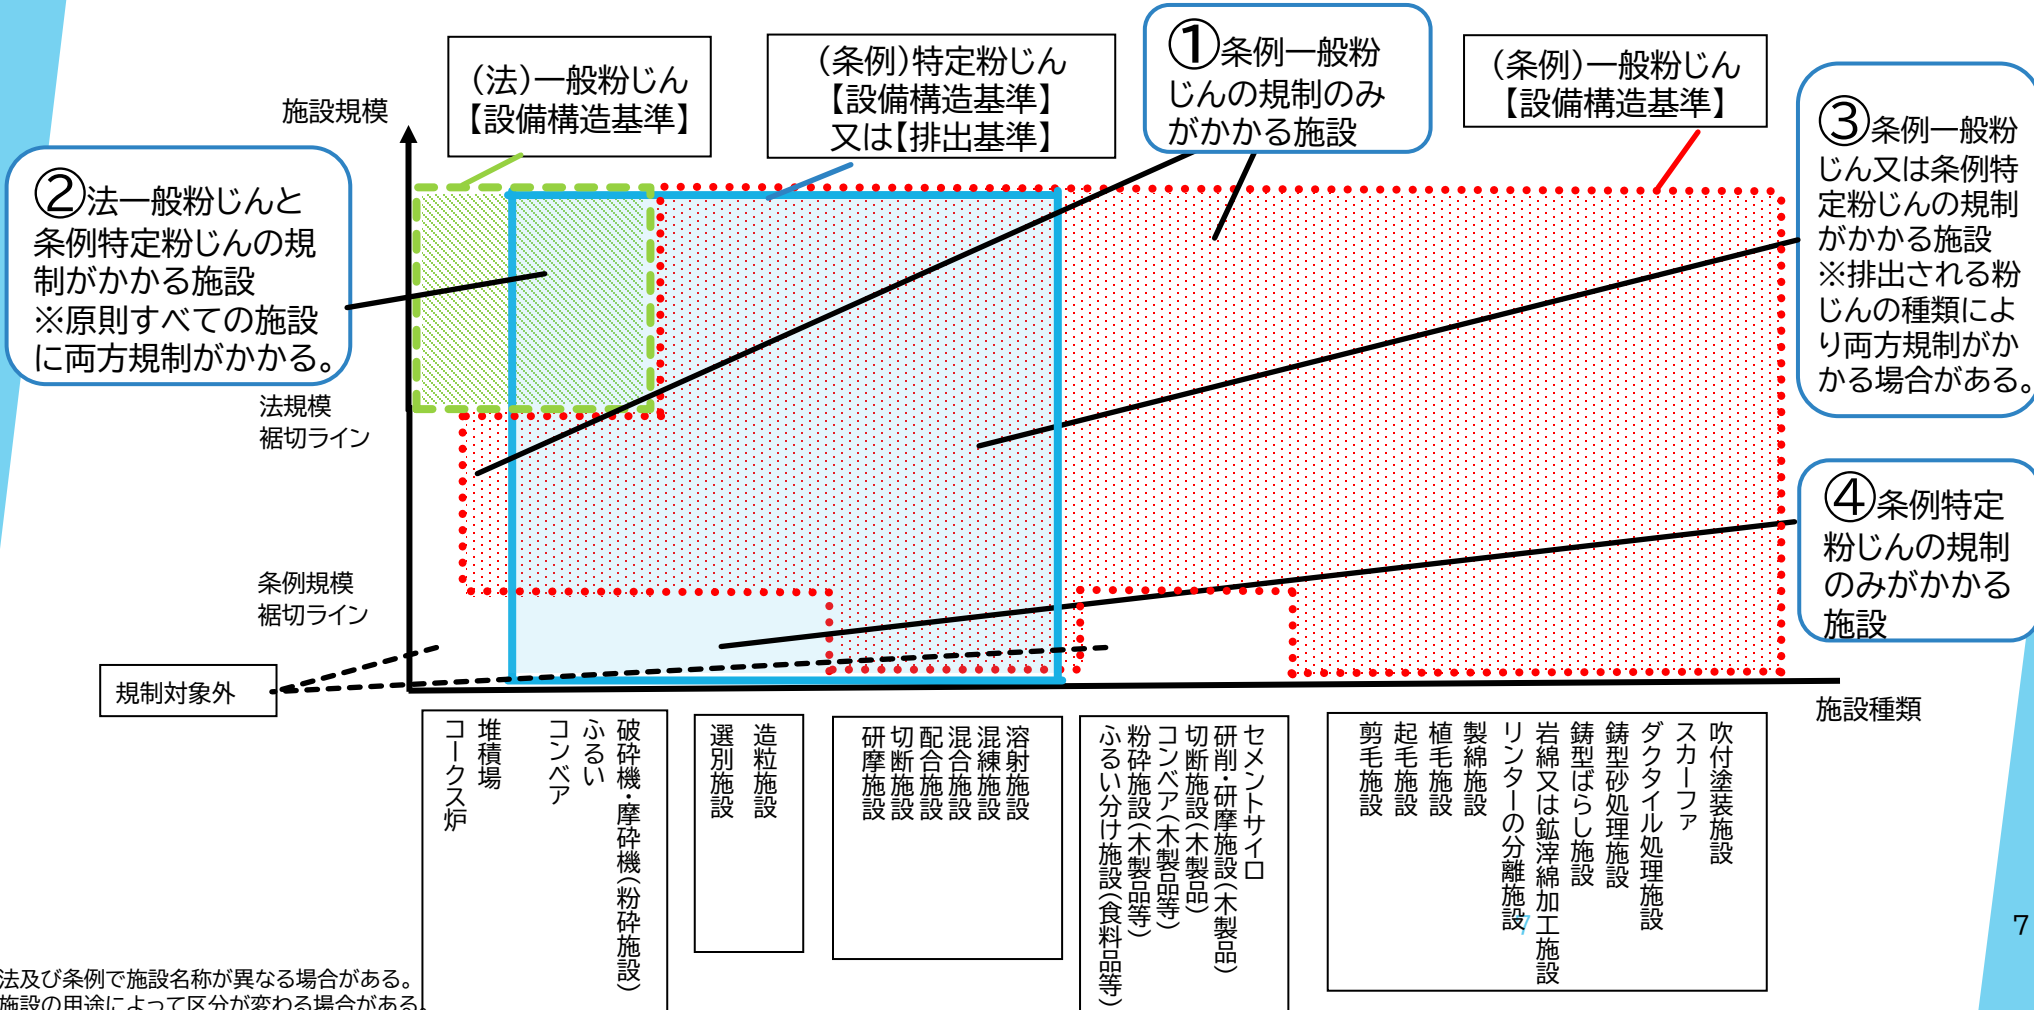 （法）一般粉じん
【設備構造基準】
（条例）特定粉じん
【設備構造基準】
又は【排出基準】
①条例一般粉
じんの規制のみ
がかかる施設
（条例）一般粉じん
【設備構造基準】
③条例一般粉
じん又は条例特
定粉じんの規制
がかかる施設
※排出される粉
じんの種類によ
り両方規制がか
かる場合がある。
施設規模
②法一般粉じんと
条例特定粉じんの規
制がかかる施設
※原則すべての施設
に両方規制がかかる。
法規模
裾切ライン
④条例特定
粉じんの規制
のみがかかる
施設
条例規模
裾切ライン
規制対象外
施設種類
コークス炉
堆積場
コンベア
ふるい
破砕機・摩砕機（粉砕施設）
選別施設
造粒施設
研摩施設
切断施設
配合施設
混合施設
混練施設
溶射施設
ふるい分け施設（食料品等）
粉砕施設（木製品等）
コンベア（木製品等）
切断施設（木製品）
研削・研摩施設（木製品）
セメントサイロ
剪毛施設
起毛施設
植毛施設
製綿施設
リンターの分離施設
岩綿又は鉱滓綿加工施設
鋳型ばらし施設
鋳型砂処理施設
ダクタイル処理施設
スカーファ
吹付塗装施設
7
7
法及び条例で施設名称が異なる場合がある。
施設の用途によって区分が変わる場合がある。